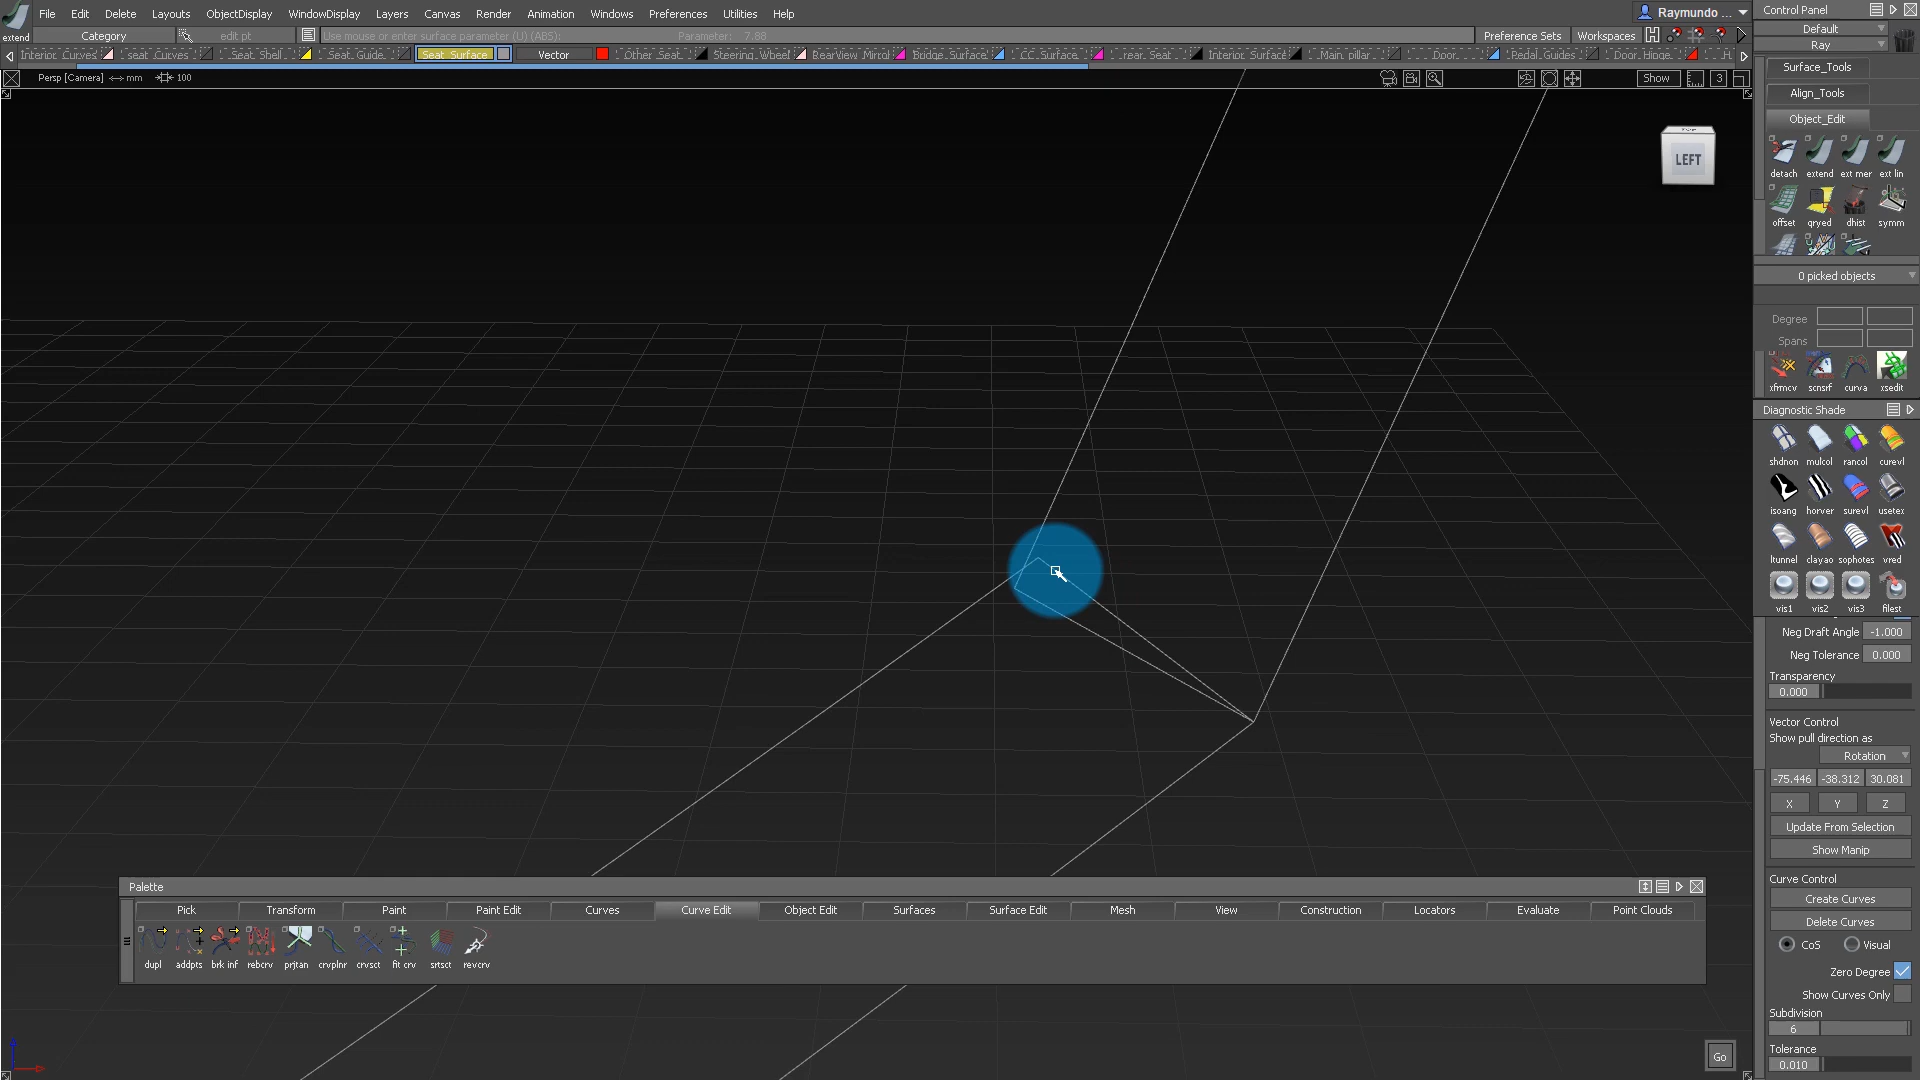 File Edit Delete Layouts ObjectDisplay WindowDisplay Layers Canvas Render Animation Windows Preferences Utilities Help
Raymundo ...
Control Panel
extend
Category
edit pt
Use mouse or enter surface parameter (U) (ABS):
Parameter: 7.88
Preference Sets
Workspaces
Default
Ray
Interior_Curves
seat_Curves
Seat_Shell
Seat_Guide
Seat_Surface
Vector
Other_Seat
Steering_Wheel
RearView_Mirro
Bridge_Surface
CC_Surface
rear_Seat
Interior_Surface
Main_pillar
Door
Pedal_Guides
Door_Hinge
H
Persp [Camera] mm 100
Show
3
Surface_Tools
Align_Tools
Object_Edit
LEFT
detach extend ext mer ext lin
offset qryed dhist symm
0 picked objects
Degree
Spans
xfrmcv scnsrf curva xsedit
Diagnostic Shade
shdnon mulcol rancol curevl
isoang horver surevl usetex
ltunnel clayao sophotes vred
vis1 vis2 vis3 filest
Neg Draft Angle -1.000
Neg Tolerance 0.000
Transparency
0.000
Vector Control
Show pull direction as
Rotation
-75.446 -38.312 30.081
X Y Z
Update From Selection
Show Manip
Curve Control
Create Curves
Delete Curves
CoS Visual
Zero Degree
Show Curves Only
Subdivision
6
Tolerance
0.010
Palette
Pick Transform Paint Paint Edit Curves Curve Edit Object Edit Surfaces Surface Edit Mesh View Construction Locators Evaluate Point Clouds
dupl addpts brk inf rebcrv prjtan crvplnr crvsct fit crv srtsct revcrv
Go